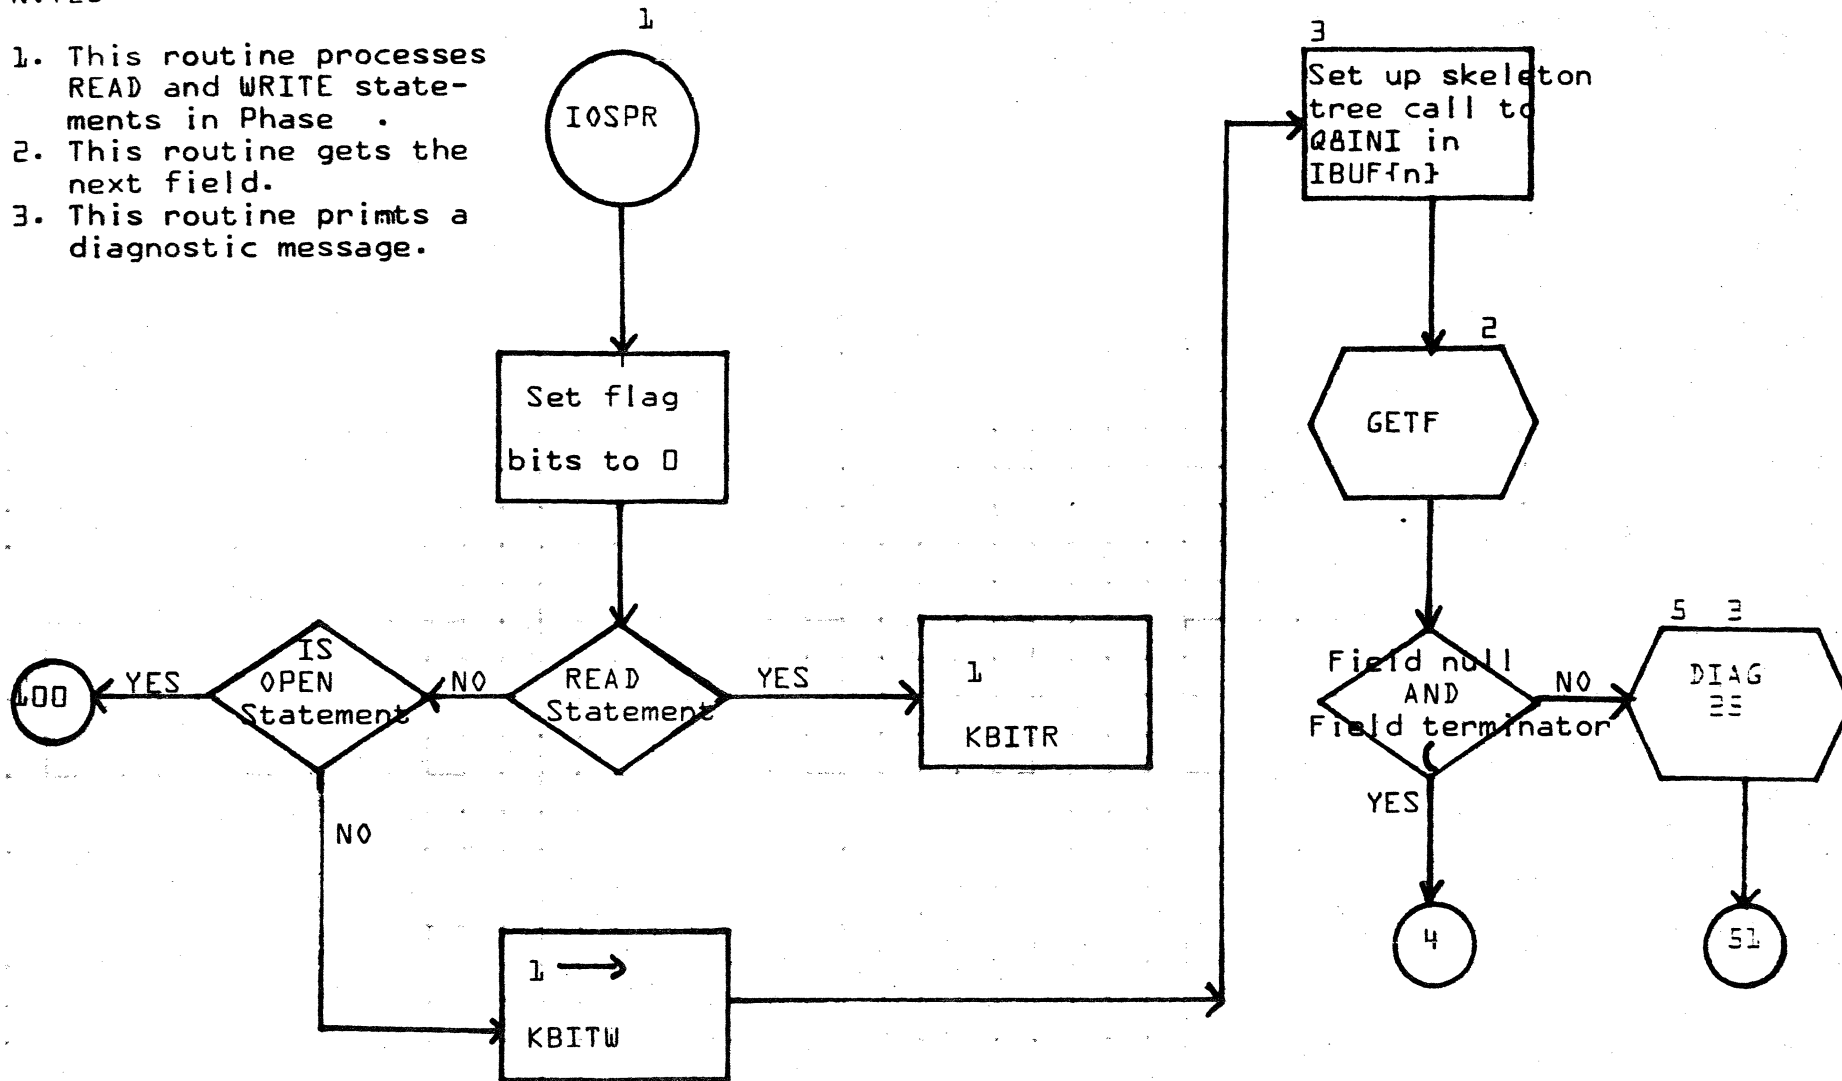 1. This routine processes
READ and WRITE state-
ments in Phase .
2. This routine gets the
next field.
3. This routine primts a
diagnostic message.
1
IOSPR
Set flag
bits to 0
READ
Statement
YES
NO
1
KBITR
IS
OPEN
Statement
YES
100
NO
1 →
KBITW
3
Set up skeleton
tree call to
Q8INI in
IBUF{n}
2
GETF
Field null
AND
Field terminator
(
NO
YES
4
5 3
DIAG
51